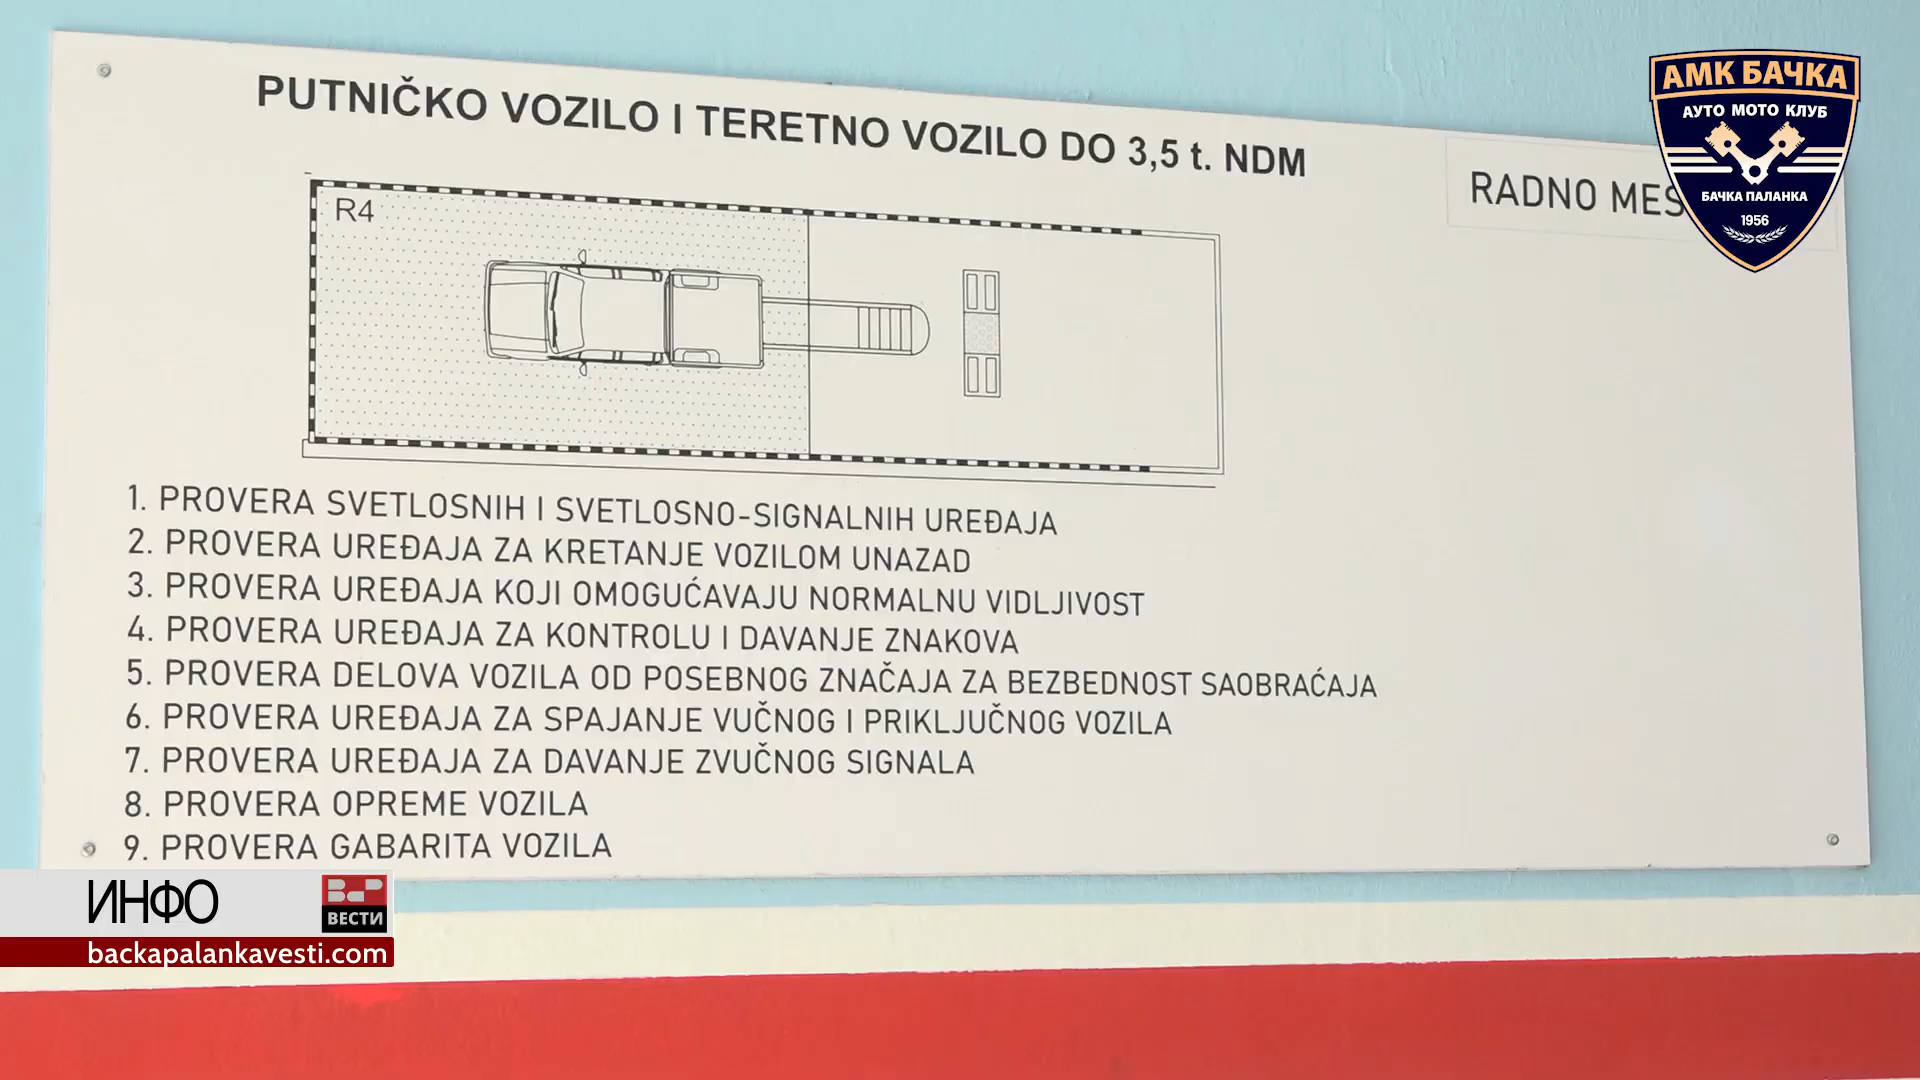 PUTNIČKO VOZILO I TERETNO VOZILO DO 3,5 t. NDM
АМК БАЧКА
АУТО МОТО КЛУБ
БАЧКА ПАЛАНКА
1956
RADNO
R4
1. PROVERA SVETLOSNIH I SVETLOSNO-SIGNALNIH UREĐAJA
2. PROVERA UREĐAJA ZA KRETANJE VOZILOM UNAZAD
3. PROVERA UREĐAJA KOJI OMOGUĆAVAJU NORMALNU VIDLJIVOST
4. PROVERA UREĐAJA ZA KONTROLU I DAVANJE ZNAKOVA
5. PROVERA DELOVA VOZILA OD POSEBNOG ZNAČAJA ZA BEZBEDNOST SAOBRAĆAJA
6. PROVERA UREĐAJA ZA SPAJANJE VUČNOG I PRIKLJUČNOG VOZILA
7. PROVERA UREĐAJA ZA DAVANJE ZVUČNOG SIGNALA
8. PROVERA OPREME VOZILA
9. PROVERA GABARITA VOZILA
ИНФО
BCP
ВЕСТИ
backapalankavesti.com